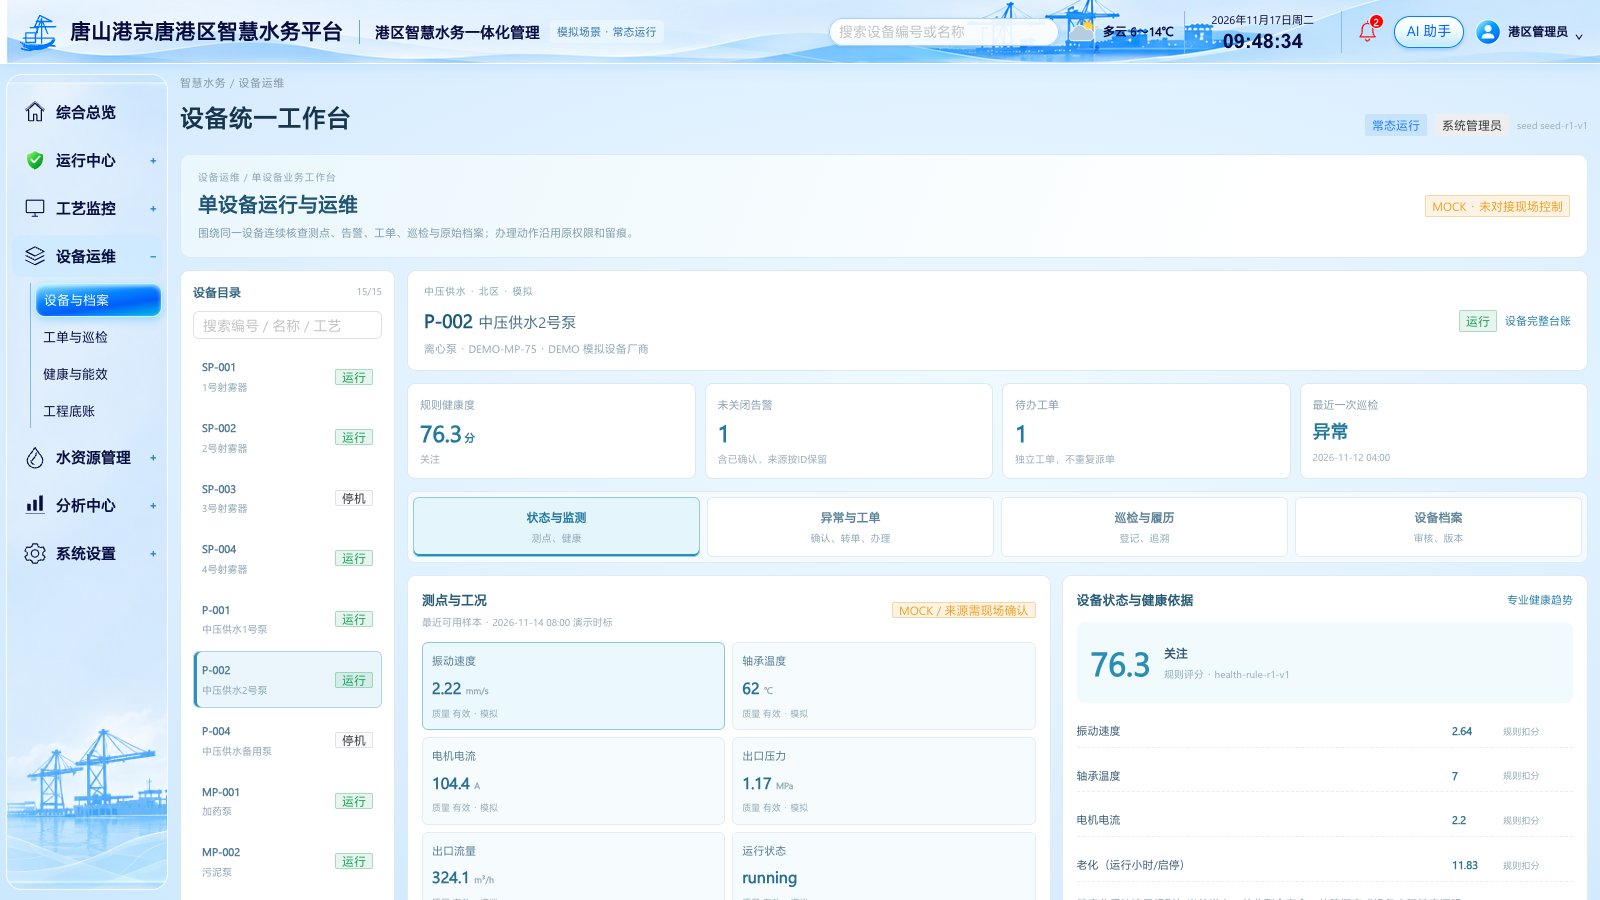 唐山港京唐港区智慧水务平台
港区智慧水务一体化管理
模拟场景 · 常态运行
搜索设备编号或名称
多云 6~14℃
2026年11月17日周二
09:48:34
2
AI 助手
港区管理员
综合总览
运行中心 +
工艺监控 +
设备运维 −
设备与档案
工单与巡检
健康与能效
工程底账
水资源管理 +
分析中心 +
系统设置 +
智慧水务 / 设备运维
设备统一工作台
常态运行
系统管理员
seed seed-r1-v1
设备运维 / 单设备业务工作台
单设备运行与运维
围绕同一设备连续核查测点、告警、工单、巡检与原始档案；办理动作沿用原权限和留痕。
MOCK · 未对接现场控制
设备目录 15/15
搜索编号 / 名称 / 工艺
SP-001
1号射雾器
运行
SP-002
2号射雾器
运行
SP-003
3号射雾器
停机
SP-004
4号射雾器
运行
P-001
中压供水1号泵
运行
P-002
中压供水2号泵
运行
P-004
中压供水备用泵
停机
MP-001
加药泵
运行
MP-002
污泥泵
运行
中压供水 · 北区 · 模拟
P-002 中压供水2号泵
离心泵 · DEMO-MP-75 · DEMO 模拟设备厂商
运行
设备完整台账
规则健康度
76.3 分
关注
未关闭告警
1
含已确认，来源按ID保留
待办工单
1
独立工单，不重复派单
最近一次巡检
异常
2026-11-12 04:00
状态与监测
测点、健康
异常与工单
确认、转单、办理
巡检与履历
登记、追溯
设备档案
审核、版本
测点与工况
最近可用样本 · 2026-11-14 08:00 演示时标
MOCK / 来源需现场确认
振动速度
2.22 mm/s
质量 有效 · 模拟
轴承温度
62 ℃
质量 有效 · 模拟
电机电流
104.4 A
质量 有效 · 模拟
出口压力
1.17 MPa
质量 有效 · 模拟
出口流量
324.1 m³/h
运行状态
running
设备状态与健康依据
专业健康趋势
76.3
关注
规则评分 · health-rule-r1-v1
振动速度 2.64 规则扣分
轴承温度 7 规则扣分
电机电流 2.2 规则扣分
老化（运行小时/启停） 11.83 规则扣分